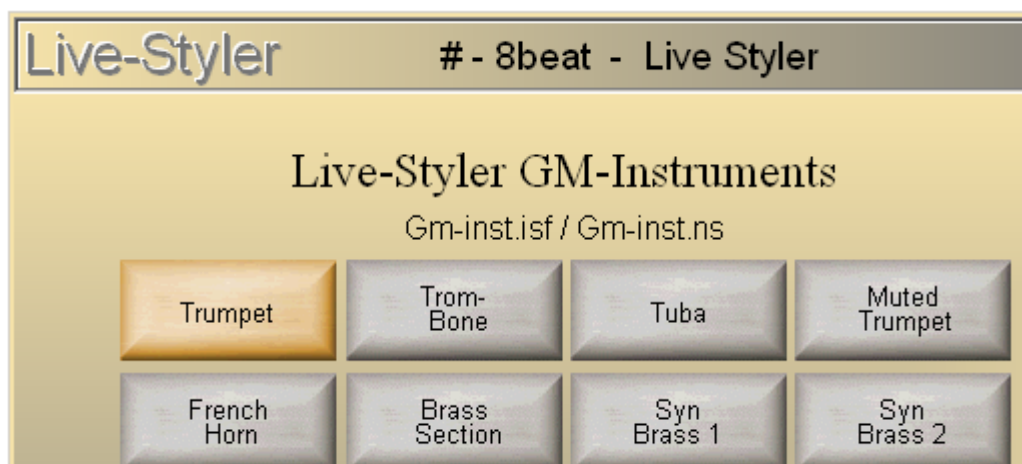 Live-Styler
# - 8beat - Live Styler
Live-Styler GM-Instruments
Gm-inst.isf / Gm-inst.ns
Trumpet
Trom-
Bone
Tuba
Muted
Trumpet
French
Horn
Brass
Section
Syn
Brass 1
Syn
Brass 2